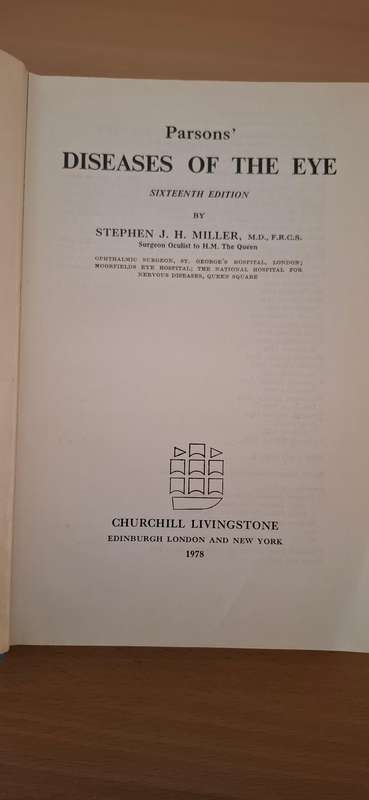 Parsons'
DISEASES OF THE EYE
SIXTEENTH EDITION
BY
STEPHEN J. H. MILLER, M.D., F.R.C.S.
Surgeon Oculist to H.M. The Queen
OPHTHALMIC SURGEON, ST. GEORGE'S HOSPITAL, LONDON;
MOORFIELDS EYE HOSPITAL; THE NATIONAL HOSPITAL FOR
NERVOUS DISEASES, QUEEN SQUARE
CHURCHILL LIVINGSTONE
EDINBURGH LONDON AND NEW YORK
1978